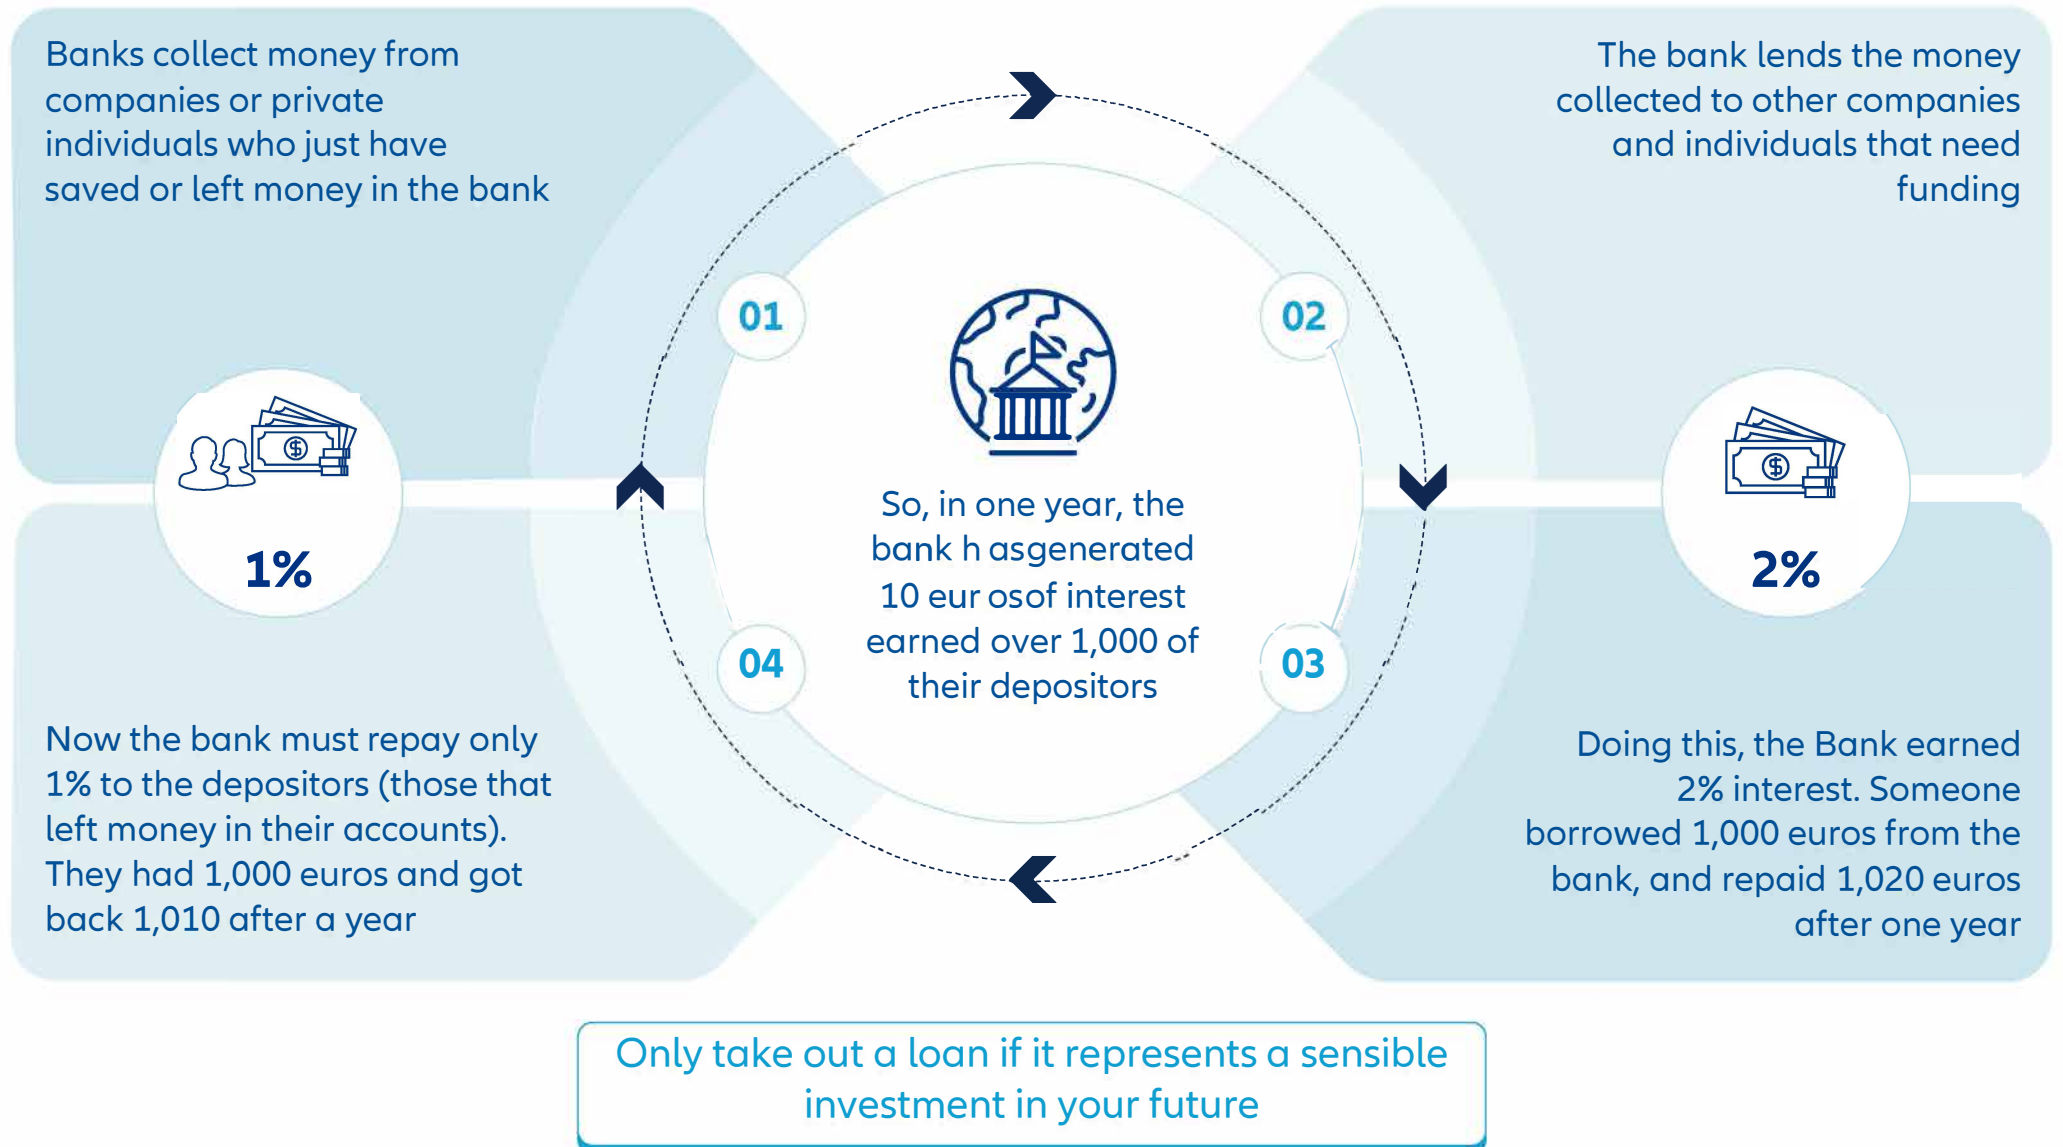 Banks collect money from
companies or private
individuals who just have
saved or left money in the bank
The bank lends the money
collected to other companies
and individuals that need
funding
01
02
1%
2%
So, in one year, the
bank h asgenerated
10 eur osof interest
earned over 1,000 of
their depositors
04
03
Now the bank must repay only
1% to the depositors (those that
left money in their accounts).
They had 1,000 euros and got
back 1,010 after a year
Doing this, the Bank earned
2% interest. Someone
borrowed 1,000 euros from the
bank, and repaid 1,020 euros
after one year
Only take out a loan if it represents a sensible
investment in your future